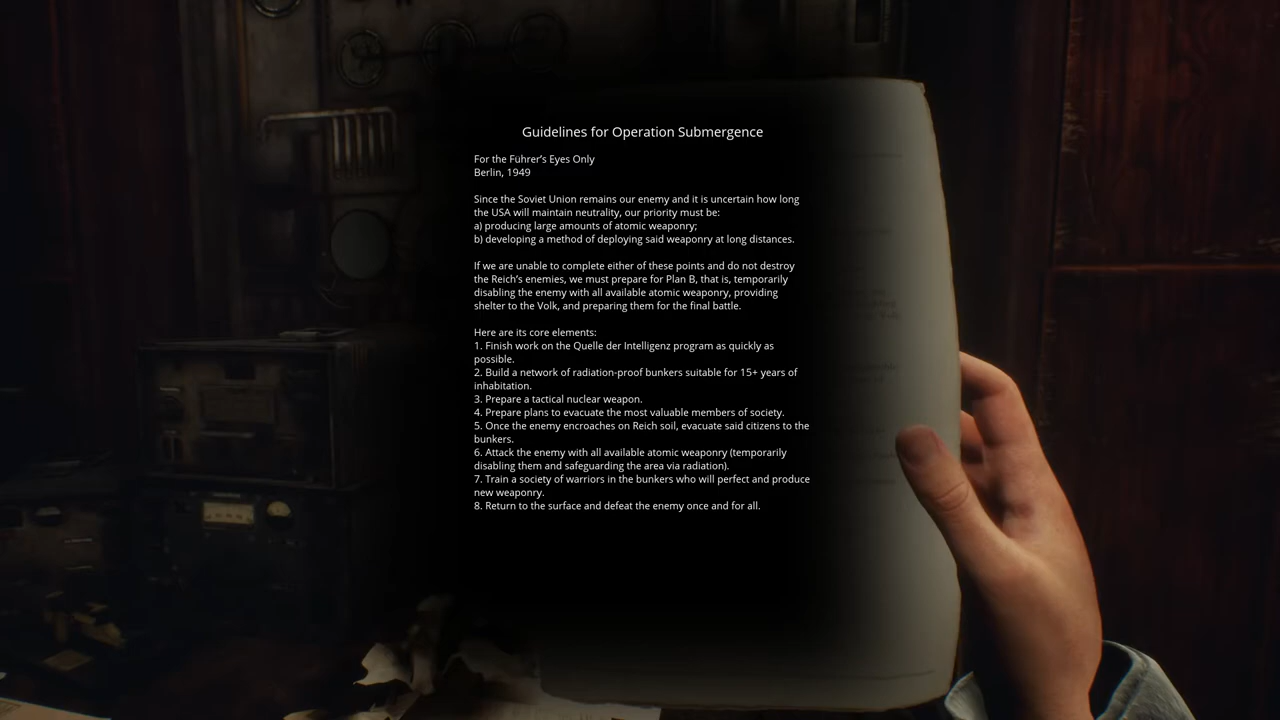 Guidelines for Operation Submergence
For the Führer's Eyes Only
Berlin, 1949
Since the Soviet Union remains our enemy and it is uncertain how long
the USA will maintain neutrality, our priority must be:
a) producing large amounts of atomic weaponry;
b) developing a method of deploying said weaponry at long distances.
If we are unable to complete either of these points and do not destroy
the Reich's enemies, we must prepare for Plan B, that is, temporarily
disabling the enemy with all available atomic weaponry, providing
shelter to the Volk, and preparing them for the final battle.
Here are its core elements:
1. Finish work on the Quelle der Intelligenz program as quickly as
possible.
2. Build a network of radiation-proof bunkers suitable for 15+ years of
inhabitation.
3. Prepare a tactical nuclear weapon.
4. Prepare plans to evacuate the most valuable members of society.
5. Once the enemy encroaches on Reich soil, evacuate said citizens to the
bunkers.
6. Attack the enemy with all available atomic weaponry (temporarily
disabling them and safeguarding the area via radiation).
7. Train a society of warriors in the bunkers who will perfect and produce
new weaponry.
8. Return to the surface and defeat the enemy once and for all.